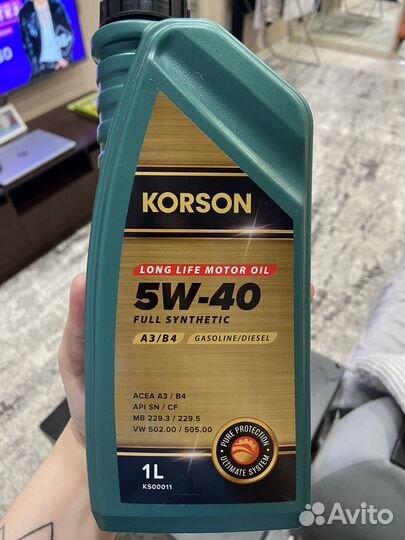 KORSON
LONG LIFE MOTOR OIL
5W-40
FULL SYNTHETIC
A3/B4 GASOLINE/DIESEL
ACEA A3 / B4
API SN / CF
MB 229.3 / 229.5
VW 502.00 / 505.00
PURE PROTECTION
ULTIMATE SYSTEM
1L
KS00011
Avito